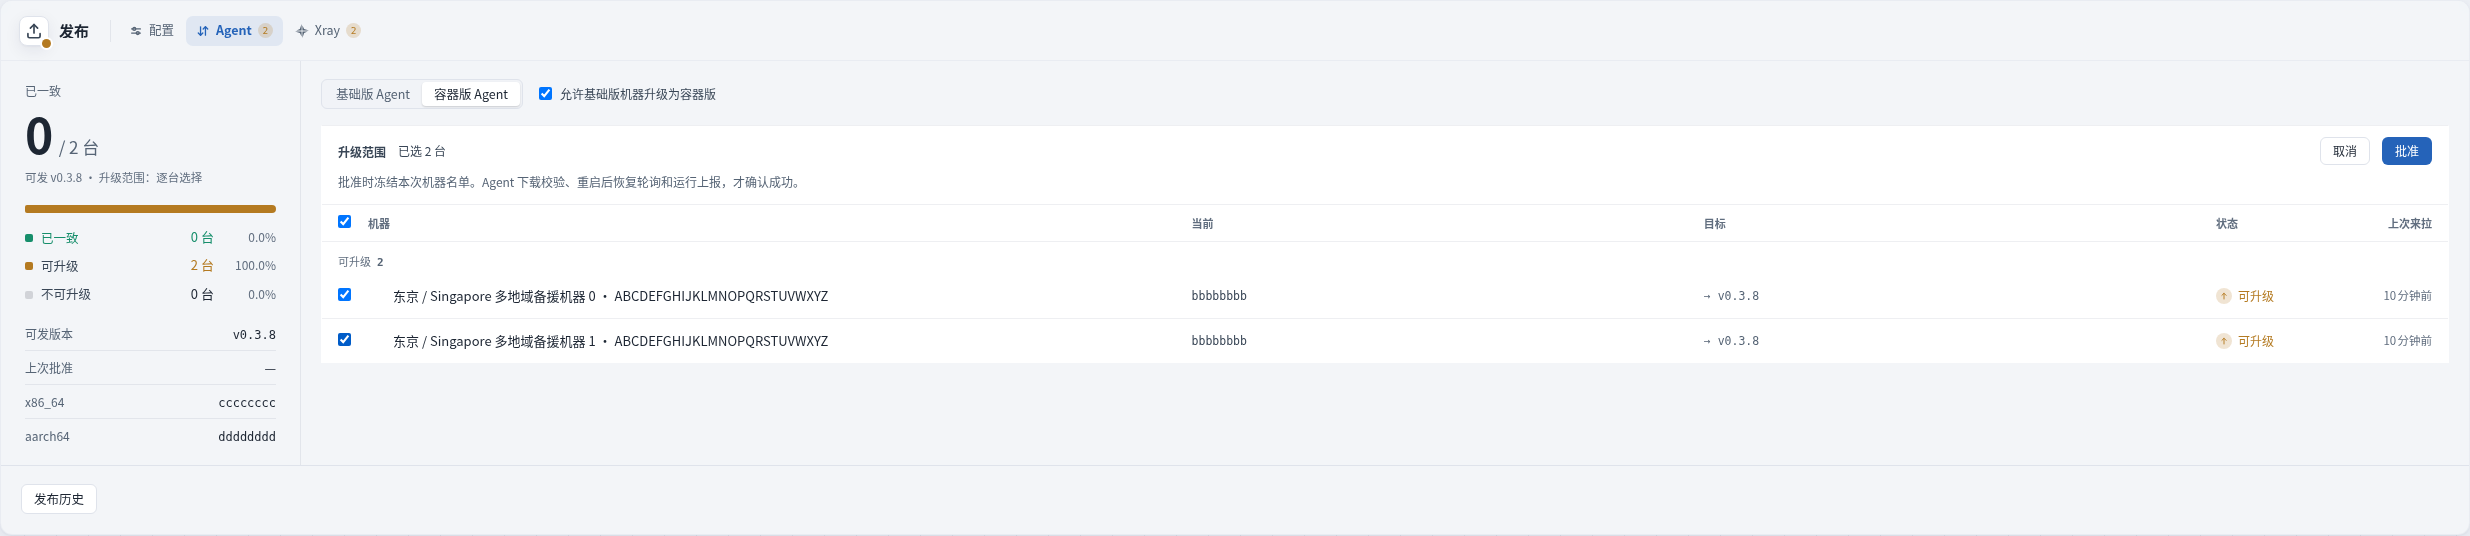 发布 配置 Agent 2 Xray 2
已一致
0 / 2 台
可发 v0.3.8 · 升级范围：逐台选择
已一致 0 台 0.0%
可升级 2 台 100.0%
不可升级 0 台 0.0%
可发版本 v0.3.8
上次批准 —
x86_64 cccccccc
aarch64 dddddddd
基础版 Agent 容器版 Agent 允许基础版机器升级为容器版
升级范围 已选 2 台 取消 批准
批准时冻结本次机器名单。Agent 下载校验、重启后恢复轮询和运行上报，才确认成功。
机器 当前 目标 状态 上次来拉
可升级 2
东京 / Singapore 多地域备援机器 0 · ABCDEFGHIJKLMNOPQRSTUVWXYZ bbbbbbbb → v0.3.8 可升级 10 分钟前
东京 / Singapore 多地域备援机器 1 · ABCDEFGHIJKLMNOPQRSTUVWXYZ bbbbbbbb → v0.3.8 可升级 10 分钟前
发布历史